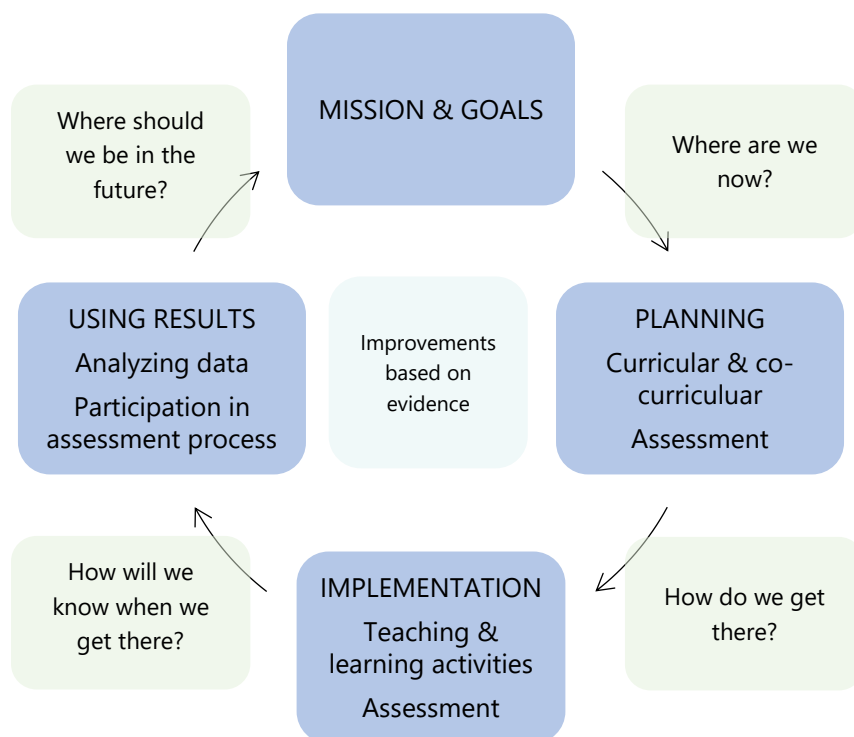 MISSION & GOALS
Where should
we be in the
future?
Where are we
now?
USING RESULTS
Analyzing data
Participation in
assessment process
Improvements
based on
evidence
PLANNING
Curricular & co-
curriculuar
Assessment
How will we
know when we
get there?
IMPLEMENTATION
Teaching &
learning activities
Assessment
How do we get
there?